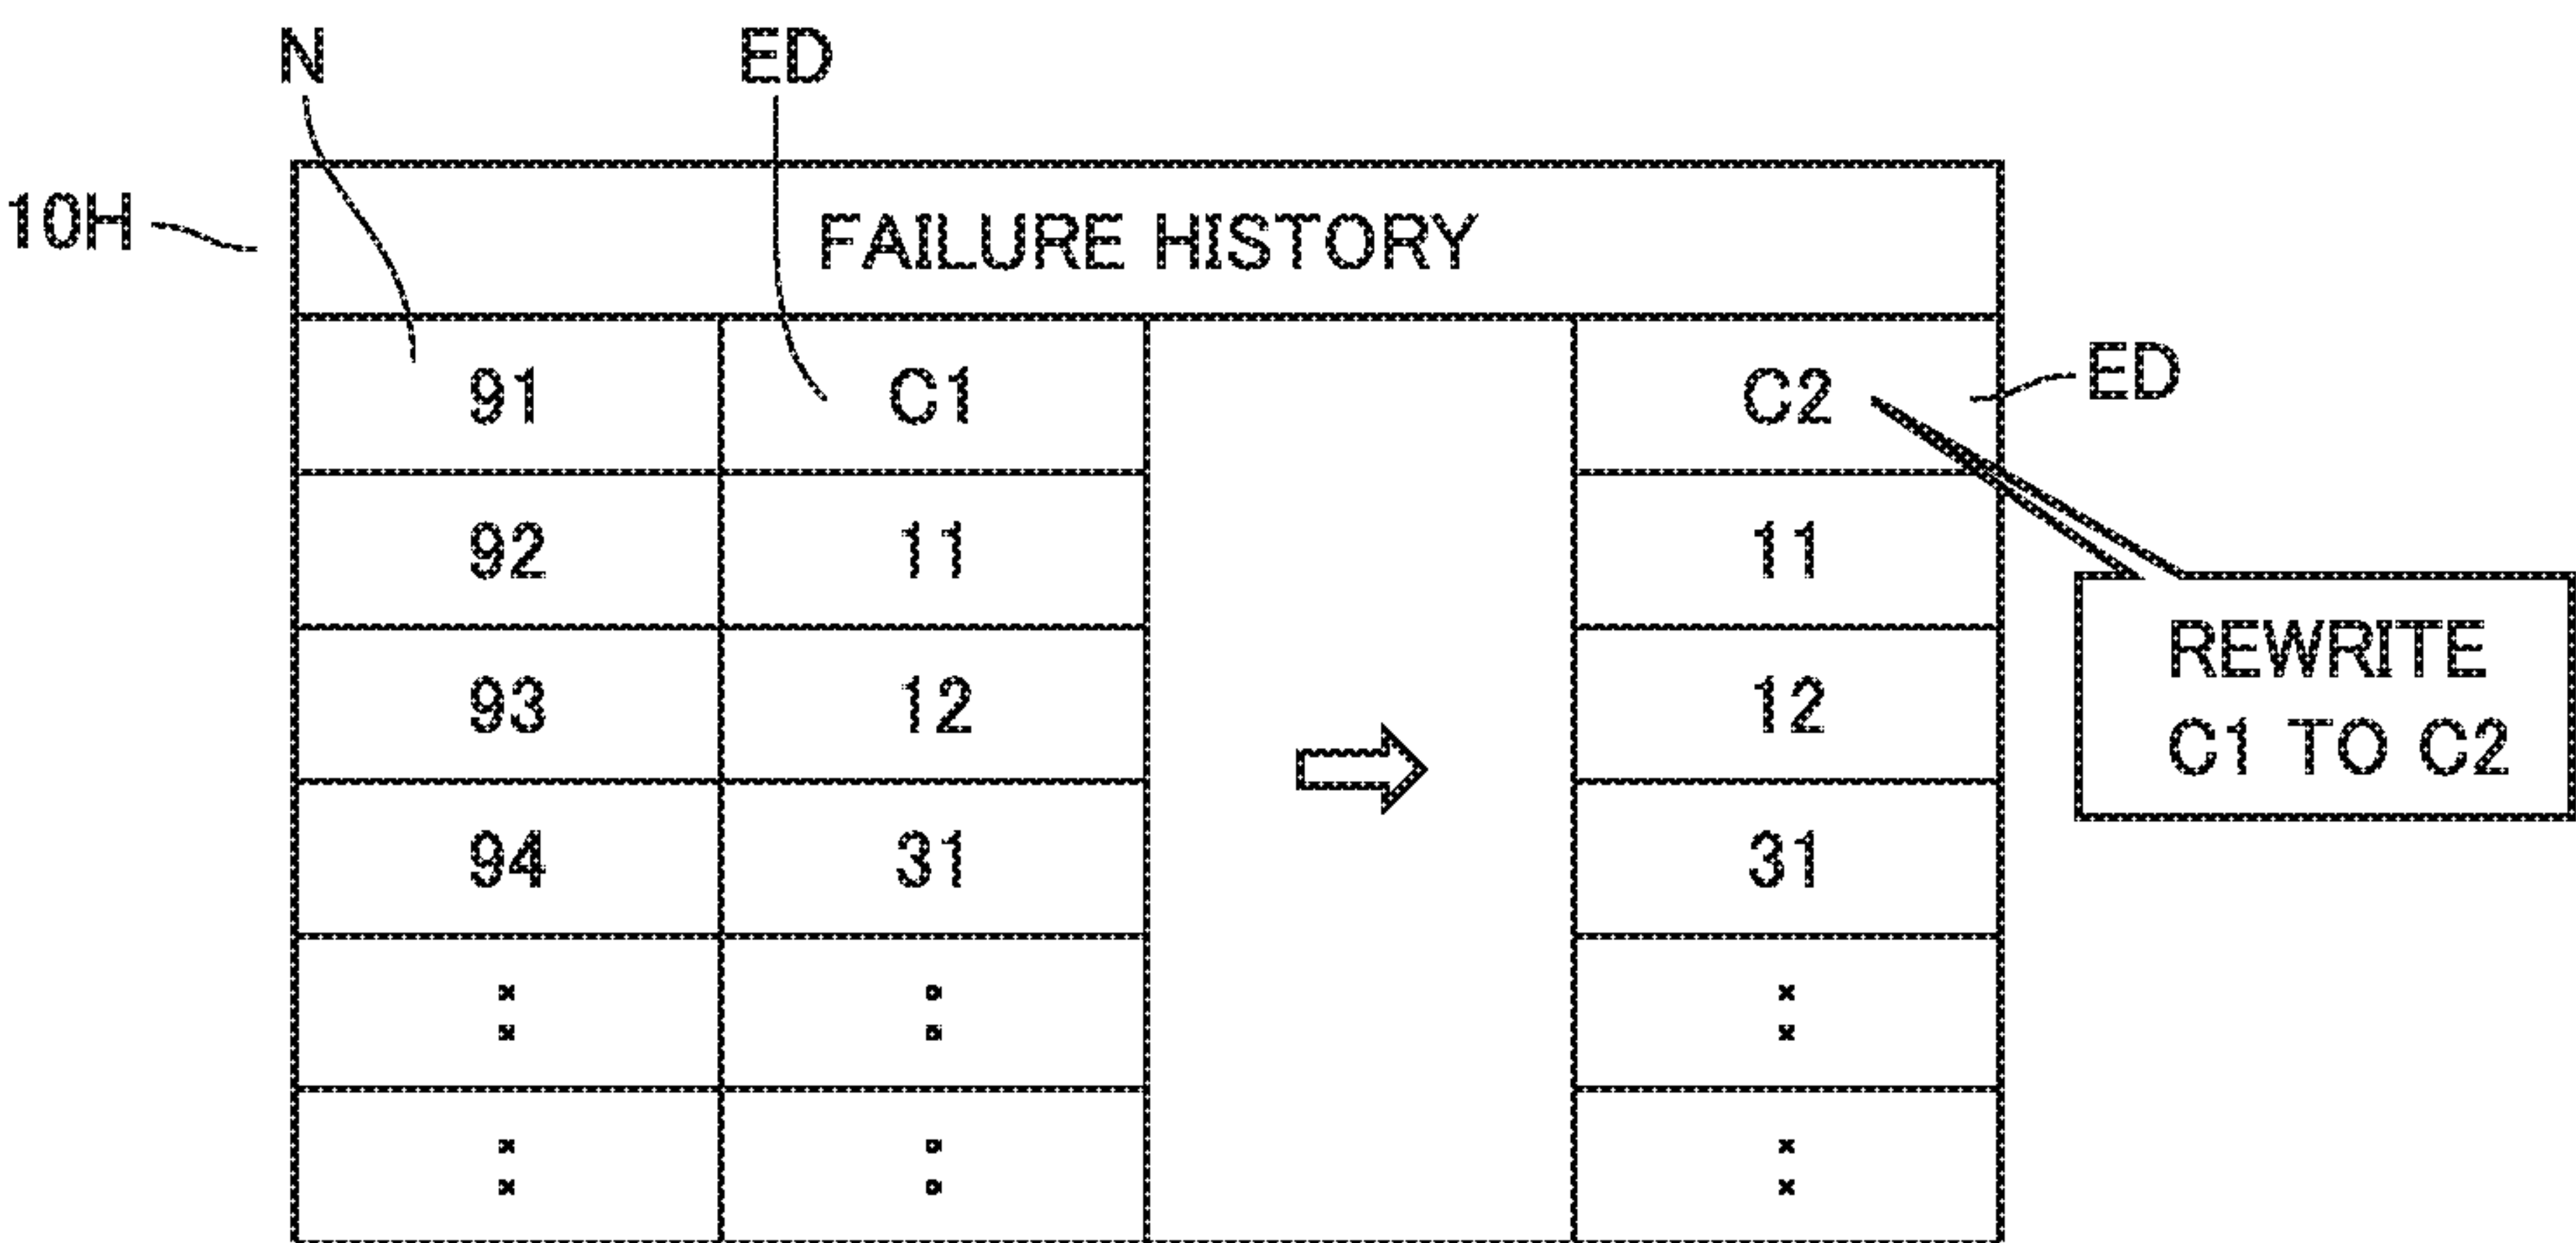 N ED
10H
FAILURE HISTORY
91 C1 C2 ED
92 11 11
93 12 12
94 31 31
REWRITE
C1 TO C2